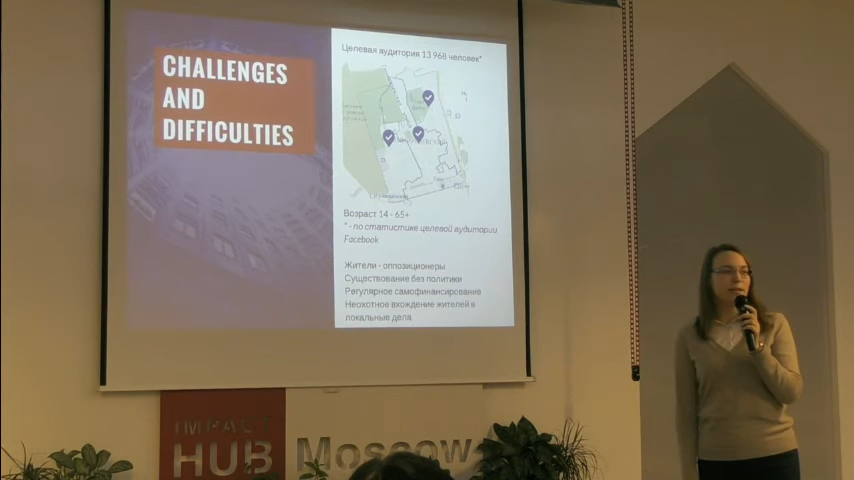 CHALLENGES
AND
DIFFICULTIES
Целевая аудитория 13 968 человек*
Возраст 14 - 65+
* - по статистике целевой аудитории
Facebook
Жители - оппозиционеры
Существование без политики
Регулярное самофинансирование
Неохотное вхождение жителей в
локальные дела
IMPACT
HUB Moscow